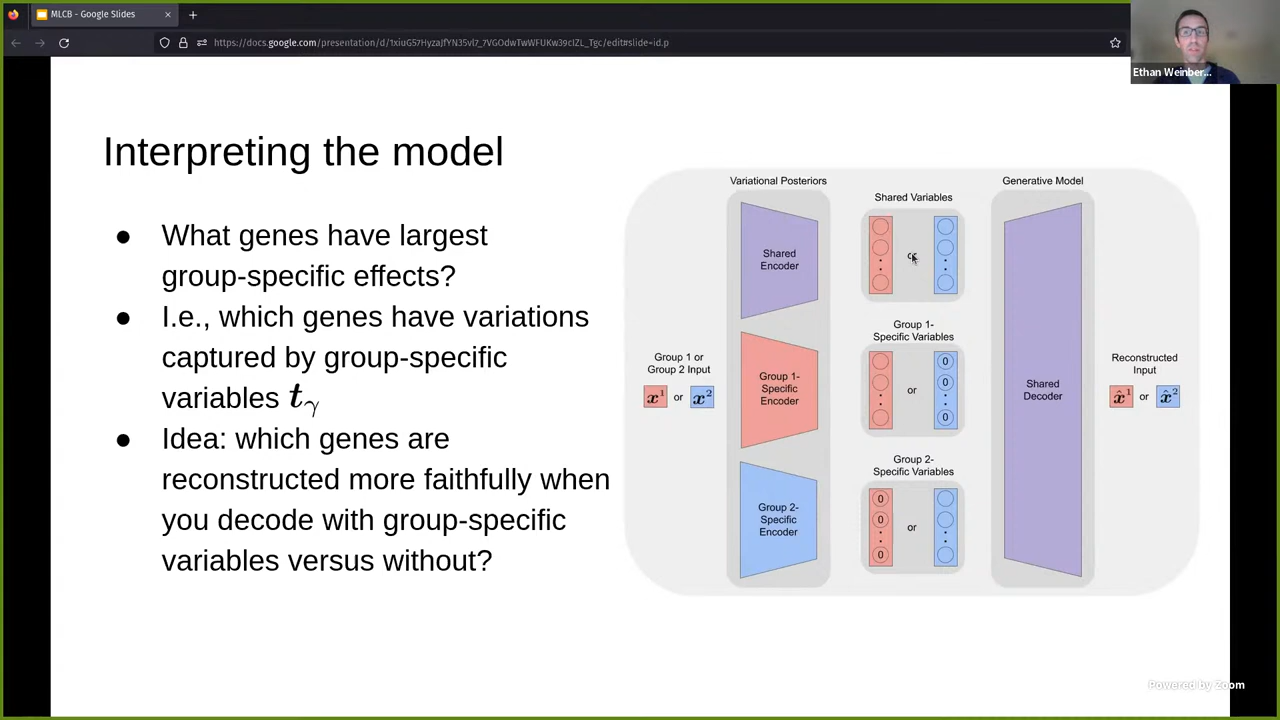 MLCB - Google Slides
https://docs.google.com/presentation/d/1xiuG57HyzaJfYN35vl7_7VGOdwTwWFUKw39cIZL_Tgc/edit#slide=id.p
Ethan Weinber...
Interpreting the model
● What genes have largest
group-specific effects?
● I.e., which genes have variations
captured by group-specific
variables tγ
● Idea: which genes are
reconstructed more faithfully when
you decode with group-specific
variables versus without?
Variational Posteriors
Shared Variables
Generative Model
Shared
Encoder
Group 1-
Specific Variables
Group 1 or
Group 2 Input
x¹ or x²
Group 1-
Specific
Encoder
or
0
0
0
Shared
Decoder
Reconstructed
Input
x̂¹ or x̂²
Group 2-
Specific Variables
Group 2-
Specific
Encoder
0
0
0
or
Powered by Zoom